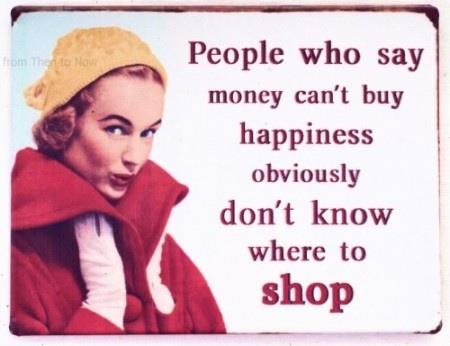 from Then to Now
People who say
money can't buy
happiness
obviously
don't know
where to
shop